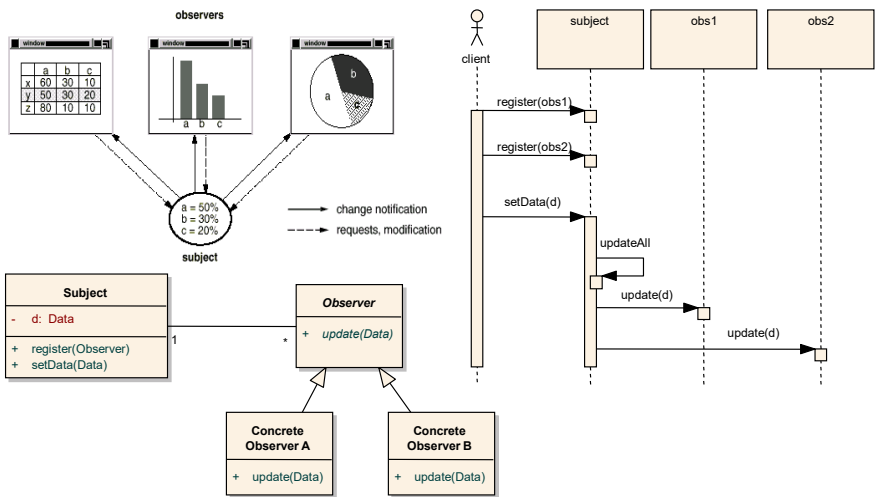 observers
window
a b c
x 60 30 10
y 50 30 20
z 80 10 10
window
a b c
window
a
b
c
a = 50%
b = 30%
c = 20%
subject
change notification
requests, modification
Subject
- d: Data
+ register(Observer)
+ setData(Data)
1
*
Observer
+ update(Data)
Concrete
Observer A
+ update(Data)
Concrete
Observer B
+ update(Data)
client
subject
obs1
obs2
register(obs1)
register(obs2)
setData(d)
updateAll
update(d)
update(d)